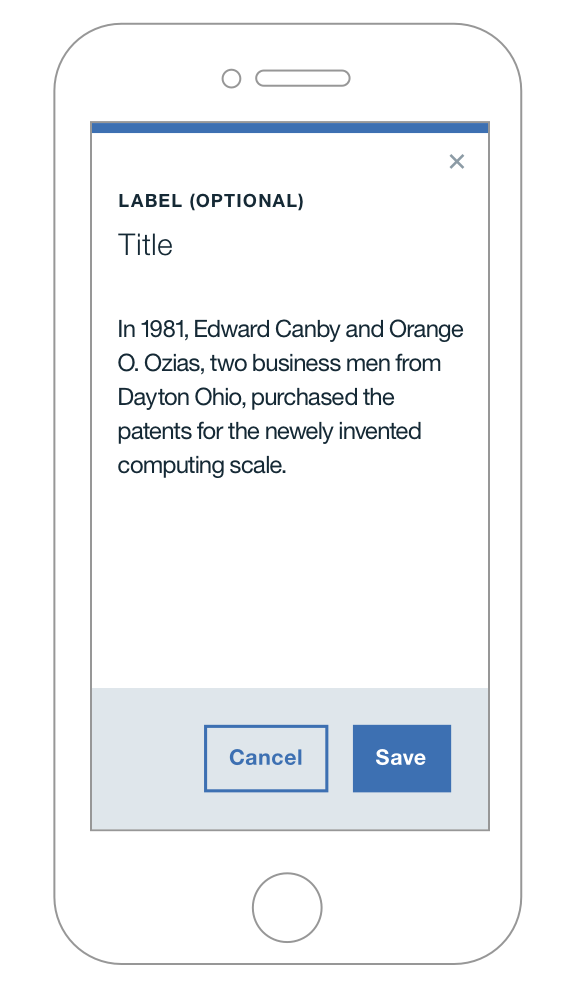 LABEL (OPTIONAL)
Title
In 1981, Edward Canby and Orange
O. Ozias, two business men from
Dayton Ohio, purchased the
patents for the newly invented
computing scale.
Cancel
Save